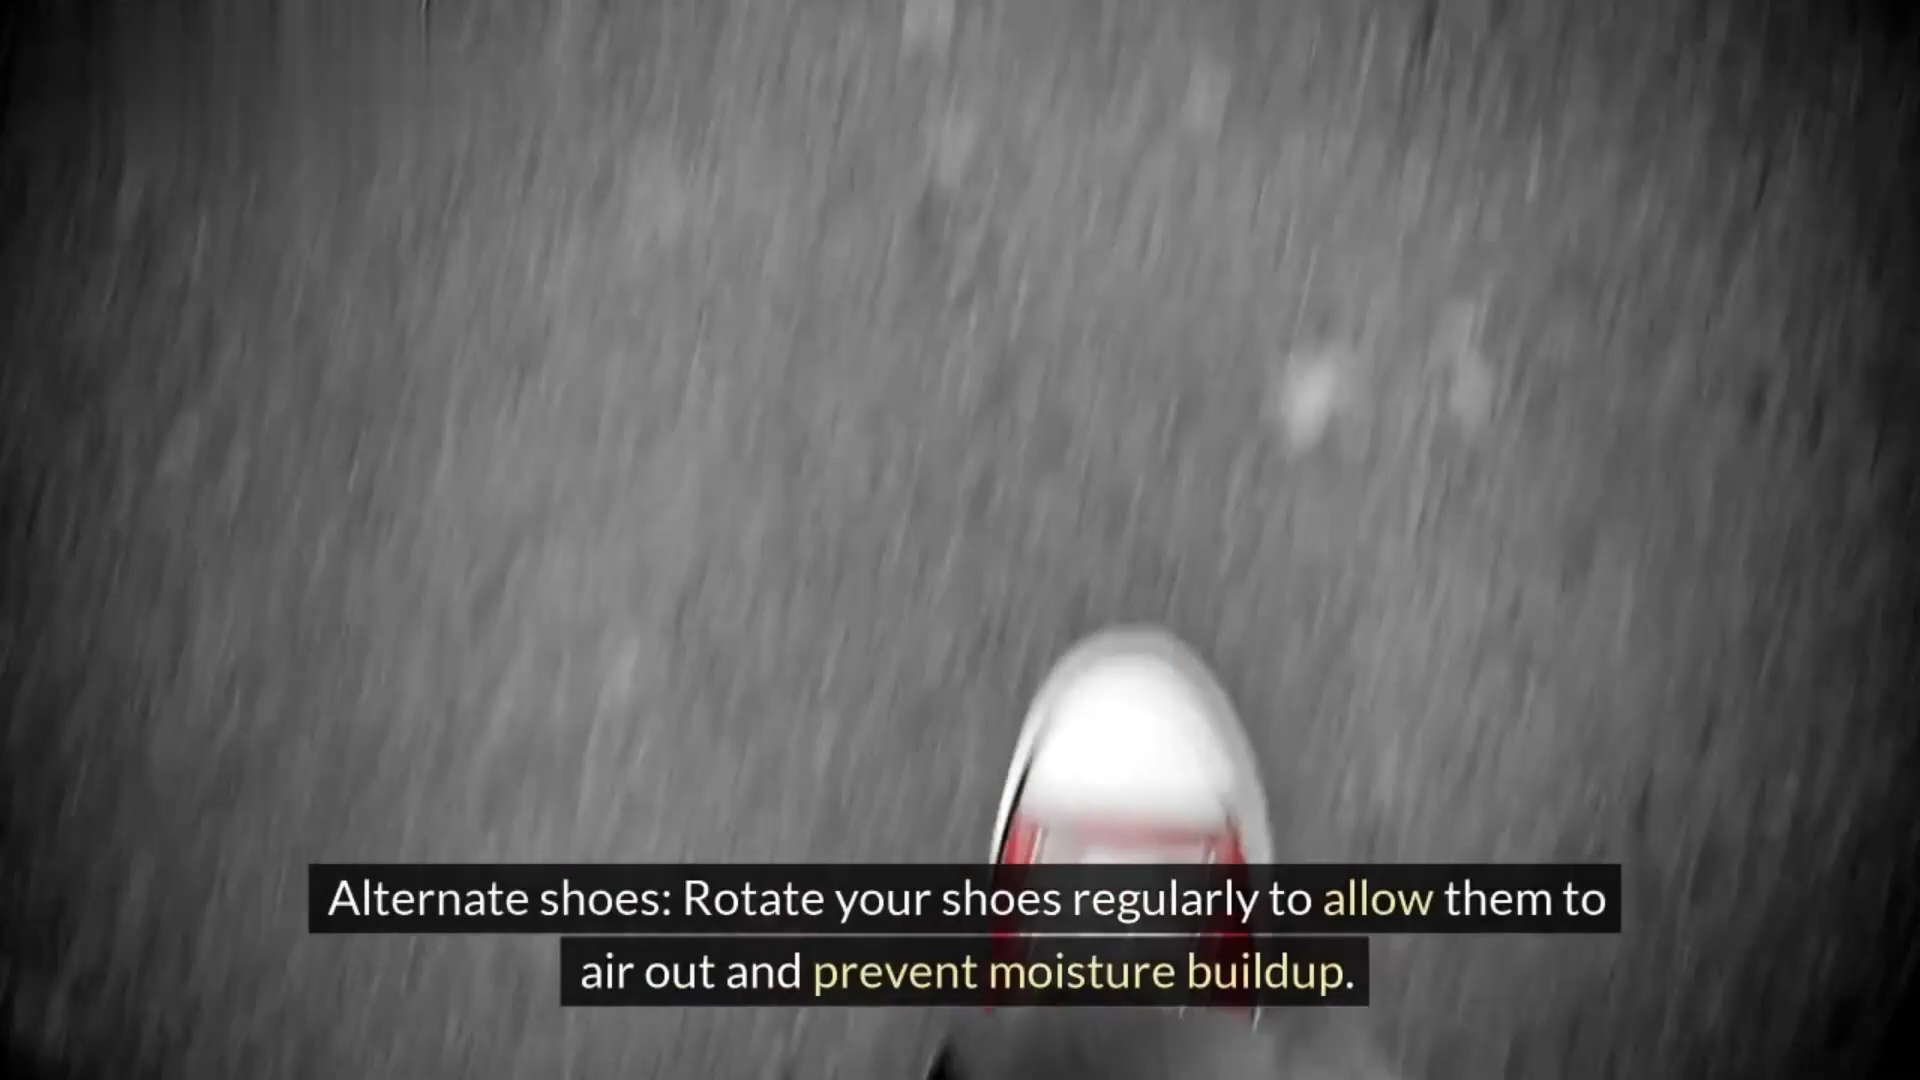 Alternate shoes: Rotate your shoes regularly to allow them to
air out and prevent moisture buildup.